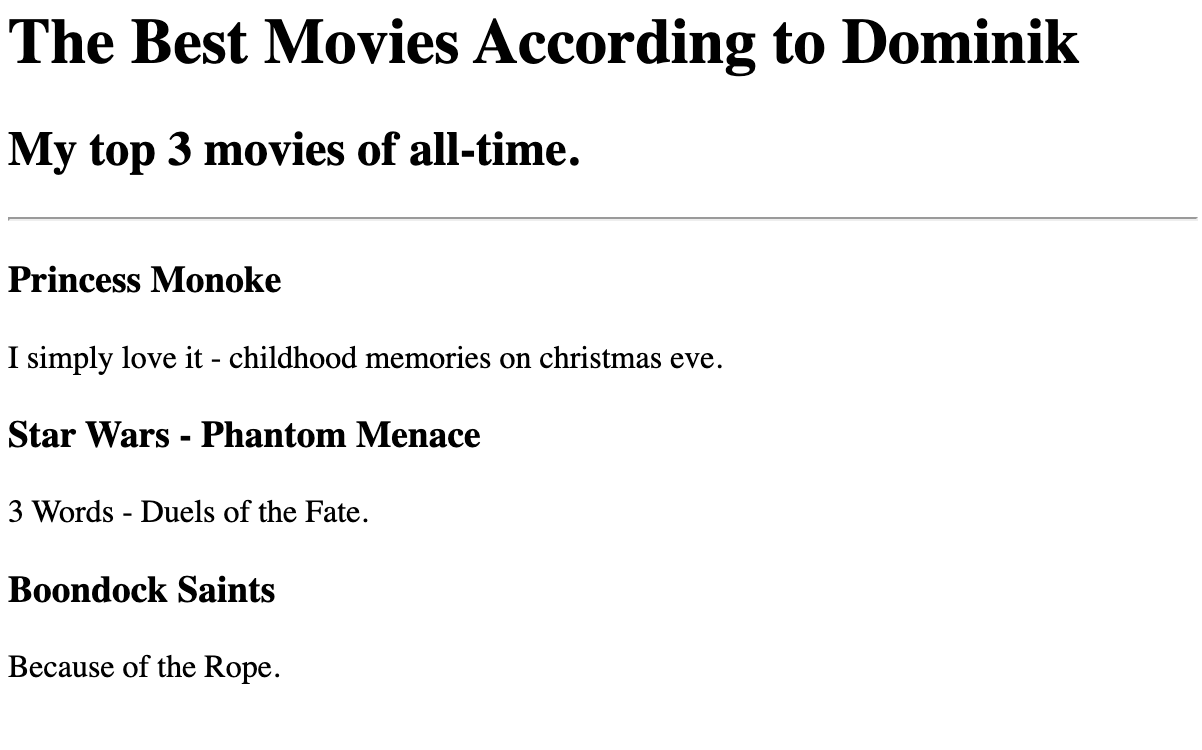 The Best Movies According to Dominik
My top 3 movies of all-time.
Princess Monoke
I simply love it - childhood memories on christmas eve.
Star Wars - Phantom Menace
3 Words - Duels of the Fate.
Boondock Saints
Because of the Rope.